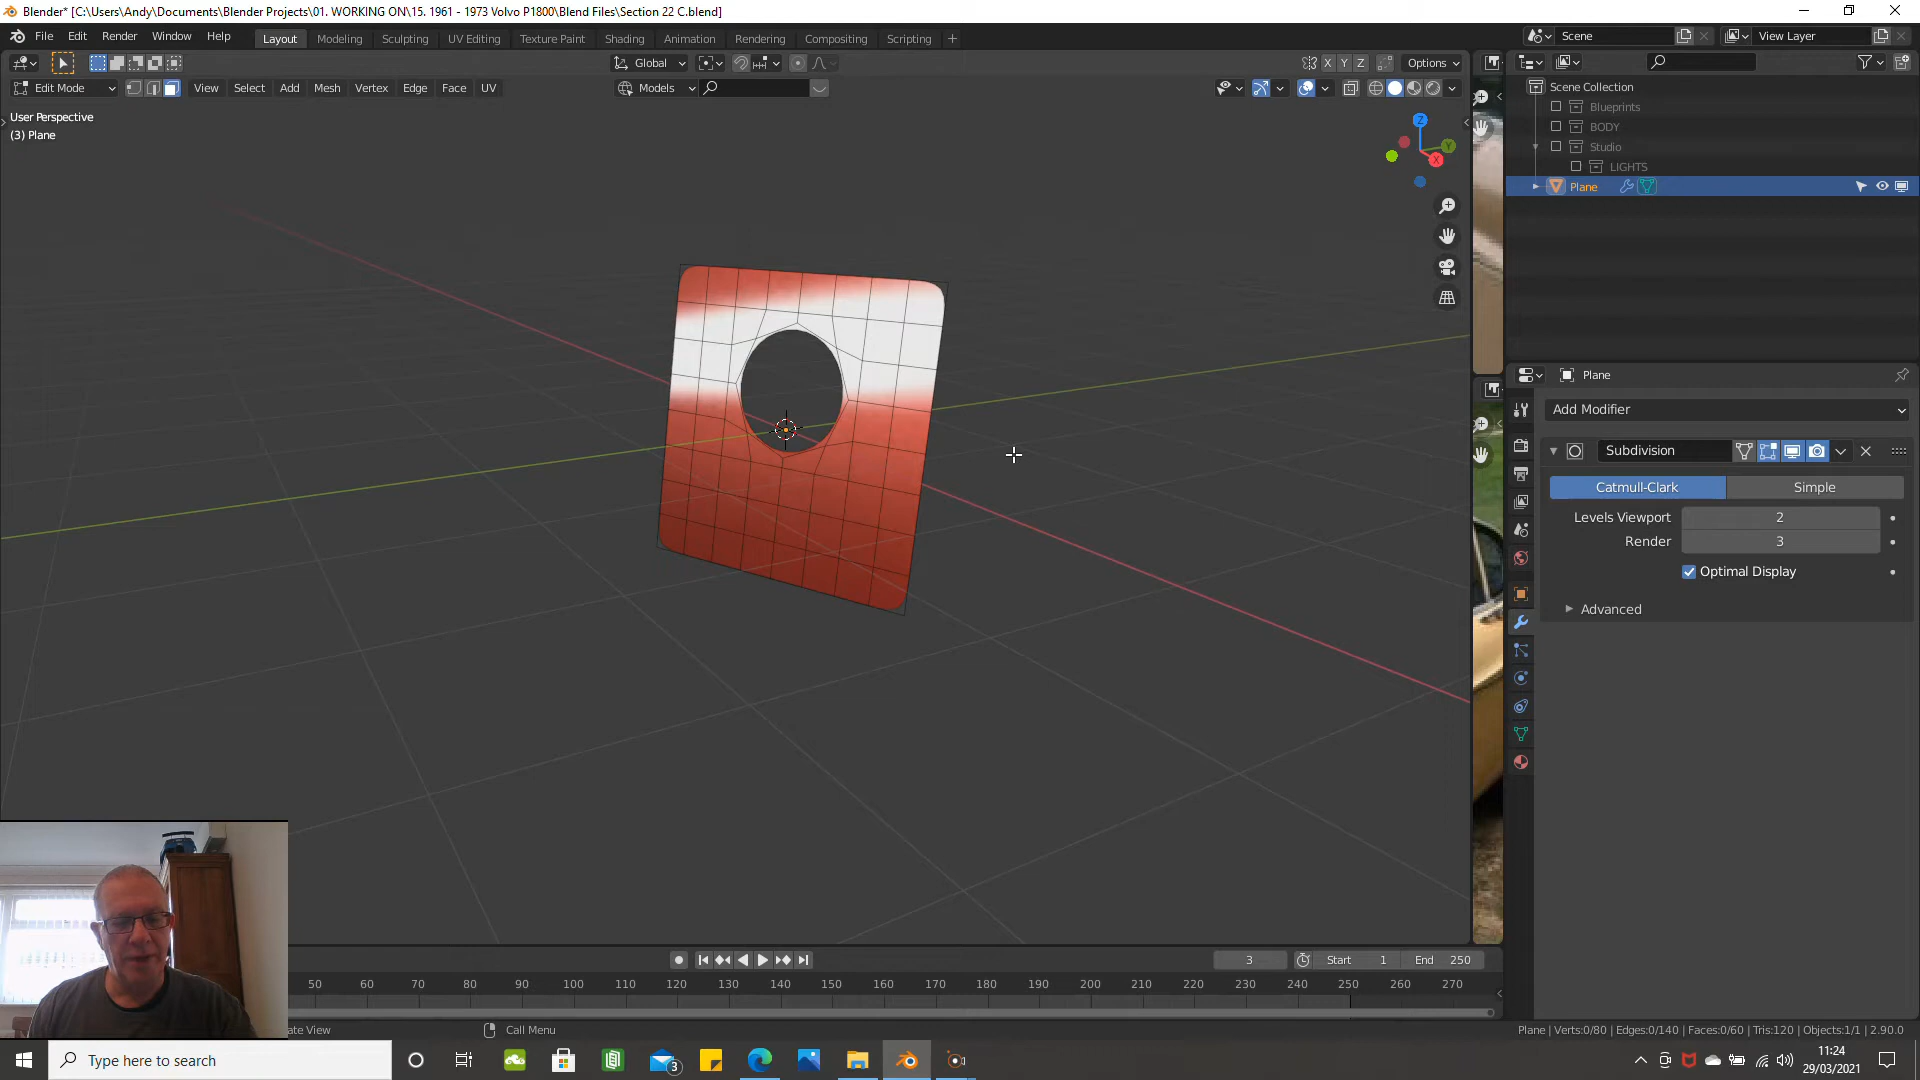 Blender* [C:\Users\Andy\Documents\Blender Projects\01. WORKING ON\15. 1961 - 1973 Volvo P1800\Blend Files\Section 22 C.blend]
File Edit Render Window Help Layout Modeling Sculpting UV Editing Texture Paint Shading Animation Rendering Compositing Scripting + Scene View Layer
Global X Y Z Options
Edit Mode View Select Add Mesh Vertex Edge Face UV Models
User Perspective
(3) Plane
Z
Y
X
Scene Collection
Blueprints
BODY
Studio
LIGHTS
Plane
Plane
Add Modifier
Subdivision
Catmull-Clark Simple
Levels Viewport 2
Render 3
Optimal Display
Advanced
3 Start 1 End 250
50 60 70 80 90 100 110 120 130 140 150 160 170 180 190 200 210 220 230 240 250 260 270
ate View Call Menu Plane | Verts:0/80 | Edges:0/140 | Faces:0/60 | Tris:120 | Objects:1/1 | 2.90.0
Type here to search 3
11:24
29/03/2021